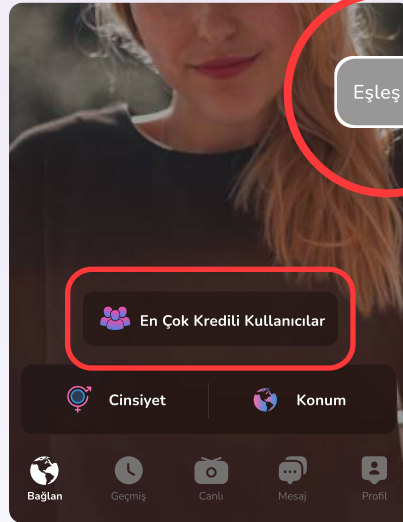 Eşleş
En Çok Kredili Kullanıcılar
Cinsiyet
Konum
Bağlan
Geçmiş
Canlı
Mesaj
Profil